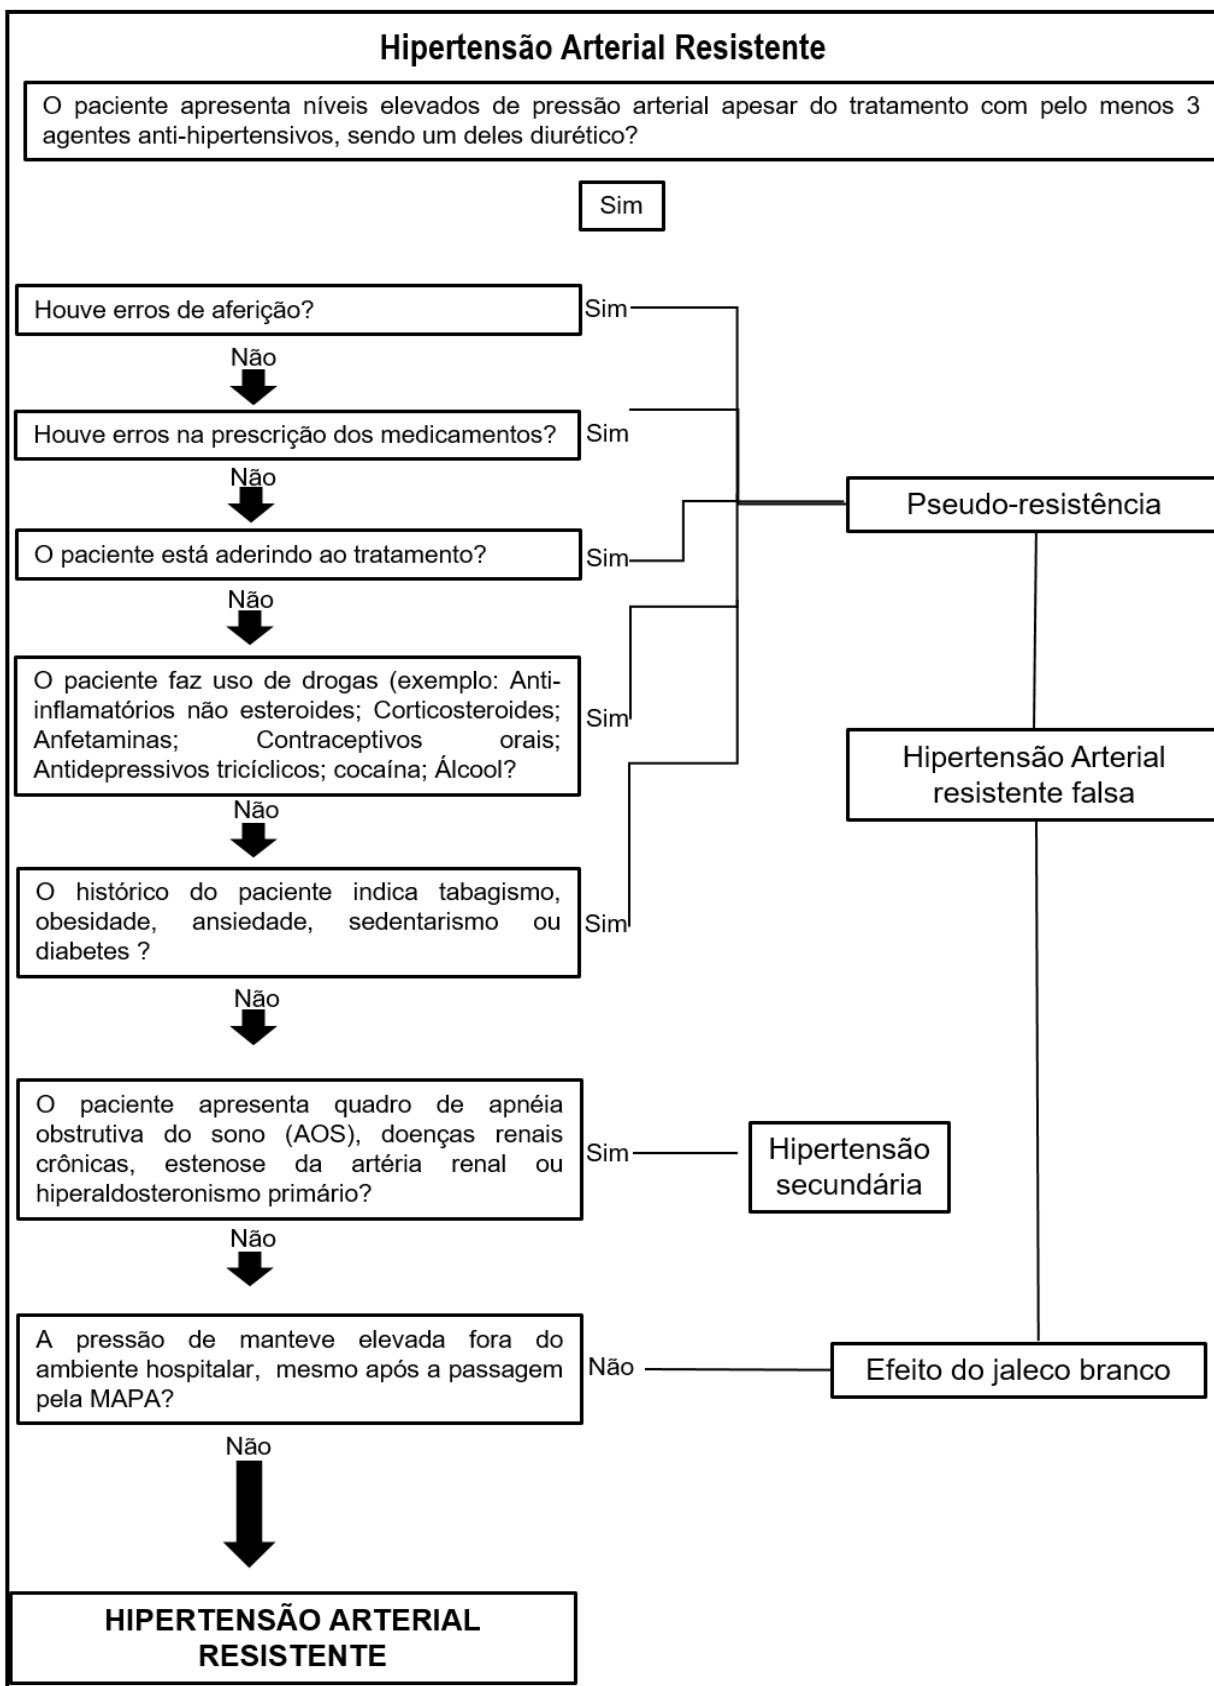 Hipertensão Arterial Resistente
O paciente apresenta níveis elevados de pressão arterial apesar do tratamento com pelo menos 3
agentes anti-hipertensivos, sendo um deles diurético?
Sim
Houve erros de aferição?
Sim
Não
Houve erros na prescrição dos medicamentos?
Sim
Não
Pseudo-resistência
O paciente está aderindo ao tratamento?
Sim
Não
O paciente faz uso de drogas (exemplo: Anti-
inflamatórios não esteroides; Corticosteroides;
Anfetaminas; Contraceptivos orais;
Antidepressivos tricíclicos; cocaína; Álcool?
Sim
Hipertensão Arterial
resistente falsa
Não
O histórico do paciente indica tabagismo,
obesidade, ansiedade, sedentarismo ou
diabetes ?
Sim
Não
O paciente apresenta quadro de apnéia
obstrutiva do sono (AOS), doenças renais
crônicas, estenose da artéria renal ou
hiperaldosteronismo primário?
Sim
Hipertensão
secundária
Não
A pressão de manteve elevada fora do
ambiente hospitalar, mesmo após a passagem
pela MAPA?
Não
Efeito do jaleco branco
Não
HIPERTENSÃO ARTERIAL
RESISTENTE